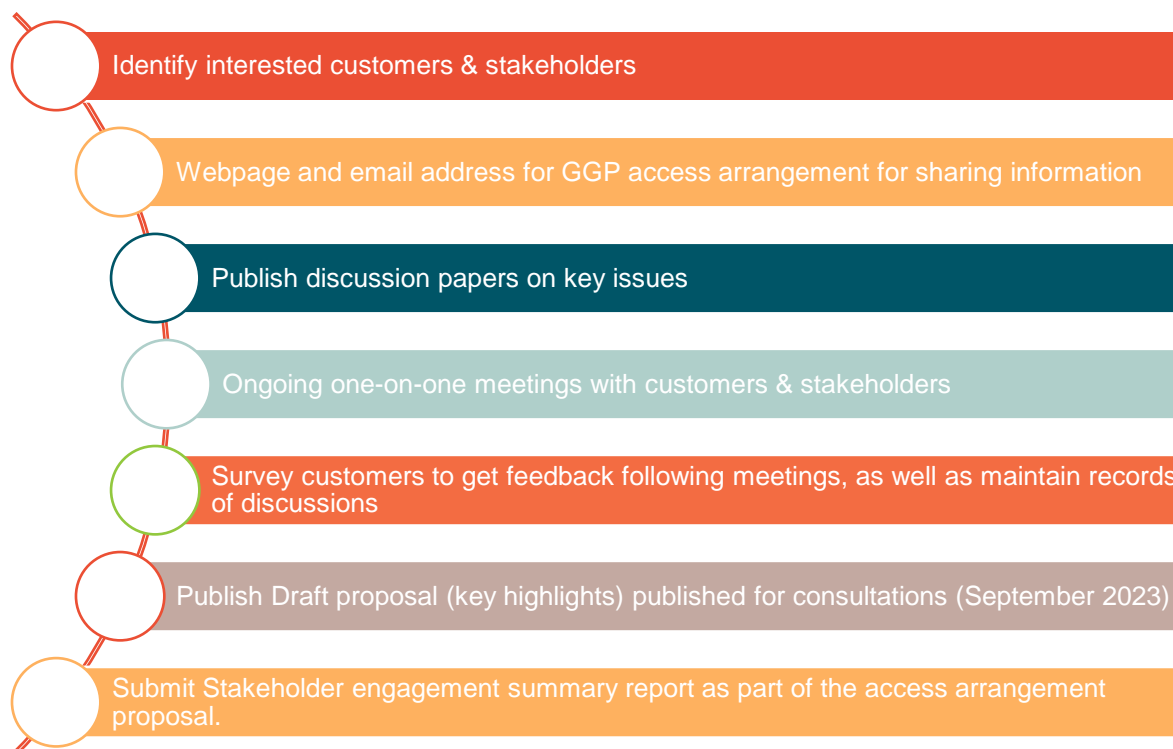 Identify interested customers & stakeholders
Webpage and email address for GGP access arrangement for sharing information
Publish discussion papers on key issues
Ongoing one-on-one meetings with customers & stakeholders
Survey customers to get feedback following meetings, as well as maintain records
of discussions
Publish Draft proposal (key highlights) published for consultations (September 2023)
Submit Stakeholder engagement summary report as part of the access arrangement
proposal.